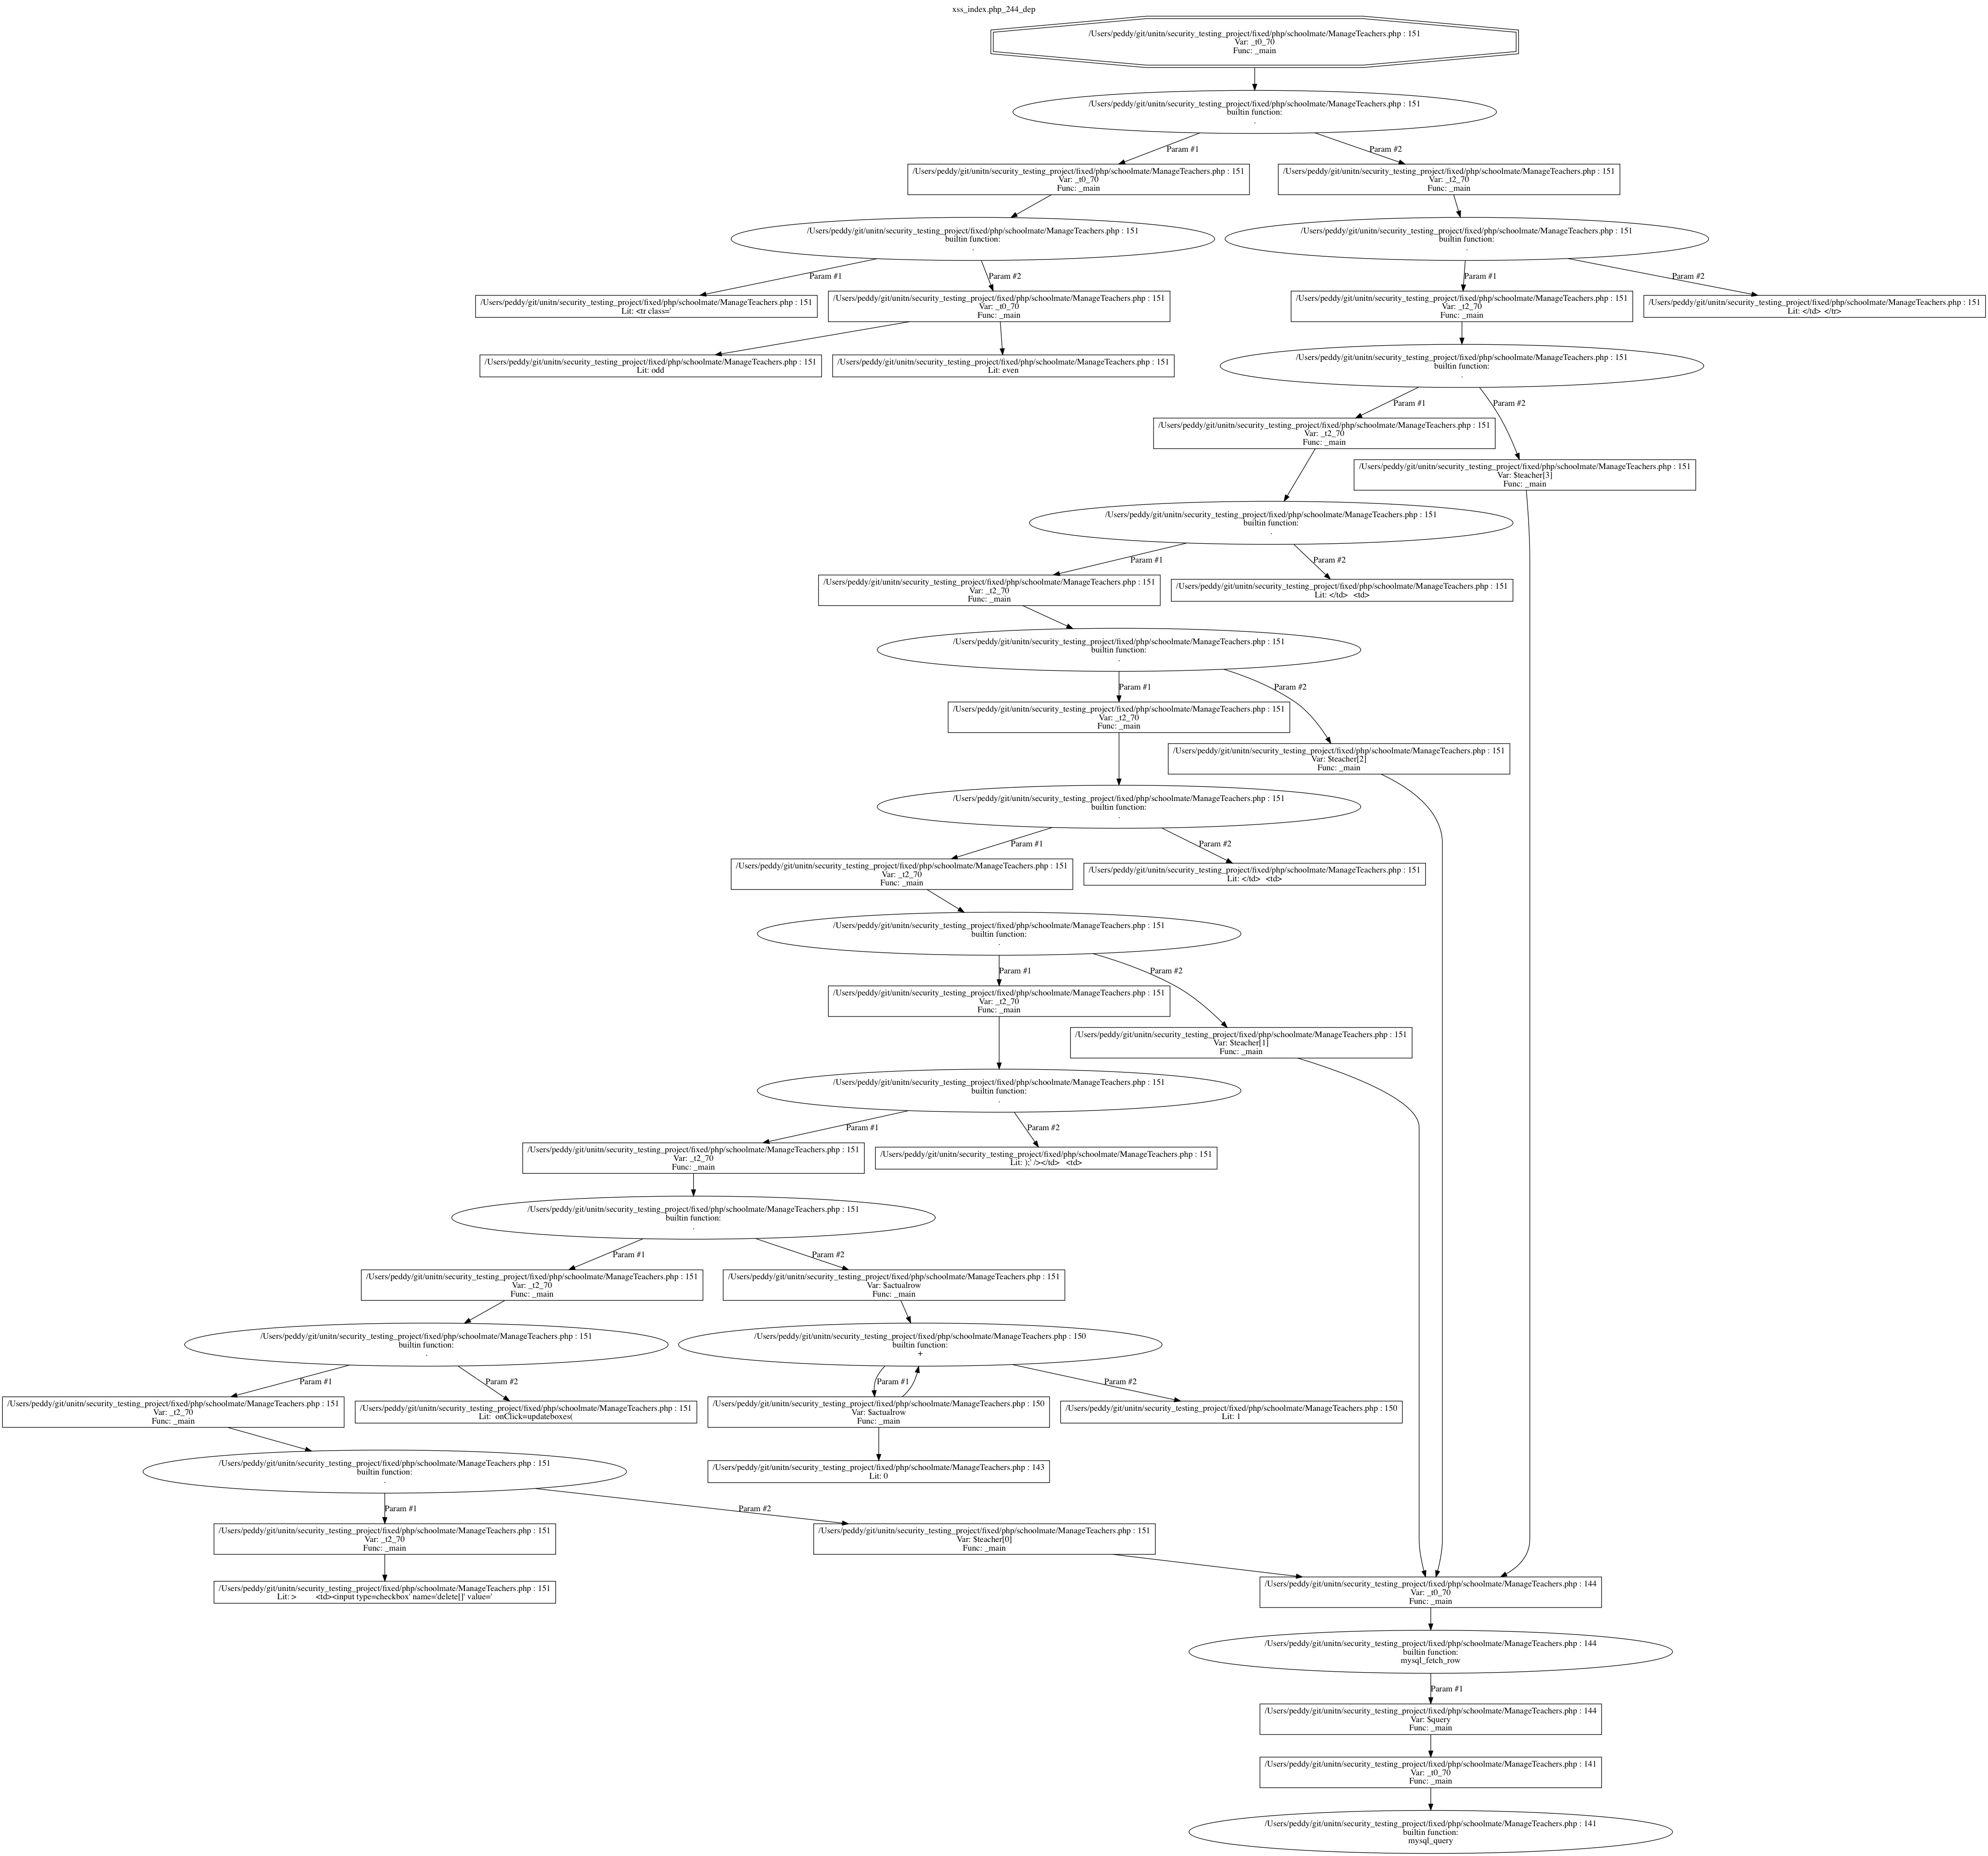 xss_index.php_244_dep
/Users/peddy/git/unitn/security_testing_project/fixed/php/schoolmate/ManageTeachers.php : 151
Var: _t0_70
Func: _main
/Users/peddy/git/unitn/security_testing_project/fixed/php/schoolmate/ManageTeachers.php : 151
builtin function:
.
Param #1
Param #2
/Users/peddy/git/unitn/security_testing_project/fixed/php/schoolmate/ManageTeachers.php : 151
Var: _t0_70
Func: _main
/Users/peddy/git/unitn/security_testing_project/fixed/php/schoolmate/ManageTeachers.php : 151
Var: _t2_70
Func: _main
/Users/peddy/git/unitn/security_testing_project/fixed/php/schoolmate/ManageTeachers.php : 151
builtin function:
.
/Users/peddy/git/unitn/security_testing_project/fixed/php/schoolmate/ManageTeachers.php : 151
builtin function:
.
Param #1
Param #2
Param #1
Param #2
/Users/peddy/git/unitn/security_testing_project/fixed/php/schoolmate/ManageTeachers.php : 151
Lit: <tr class='
/Users/peddy/git/unitn/security_testing_project/fixed/php/schoolmate/ManageTeachers.php : 151
Var: _t0_70
Func: _main
/Users/peddy/git/unitn/security_testing_project/fixed/php/schoolmate/ManageTeachers.php : 151
Var: _t2_70
Func: _main
/Users/peddy/git/unitn/security_testing_project/fixed/php/schoolmate/ManageTeachers.php : 151
Lit: </td>  </tr>
/Users/peddy/git/unitn/security_testing_project/fixed/php/schoolmate/ManageTeachers.php : 151
Lit: odd
/Users/peddy/git/unitn/security_testing_project/fixed/php/schoolmate/ManageTeachers.php : 151
Lit: even
/Users/peddy/git/unitn/security_testing_project/fixed/php/schoolmate/ManageTeachers.php : 151
builtin function:
.
Param #1
Param #2
/Users/peddy/git/unitn/security_testing_project/fixed/php/schoolmate/ManageTeachers.php : 151
Var: _t2_70
Func: _main
/Users/peddy/git/unitn/security_testing_project/fixed/php/schoolmate/ManageTeachers.php : 151
Var: $teacher[3]
Func: _main
/Users/peddy/git/unitn/security_testing_project/fixed/php/schoolmate/ManageTeachers.php : 151
builtin function:
.
Param #1
Param #2
/Users/peddy/git/unitn/security_testing_project/fixed/php/schoolmate/ManageTeachers.php : 151
Var: _t2_70
Func: _main
/Users/peddy/git/unitn/security_testing_project/fixed/php/schoolmate/ManageTeachers.php : 151
Lit: </td>   <td>
/Users/peddy/git/unitn/security_testing_project/fixed/php/schoolmate/ManageTeachers.php : 151
builtin function:
.
Param #1
Param #2
/Users/peddy/git/unitn/security_testing_project/fixed/php/schoolmate/ManageTeachers.php : 151
Var: _t2_70
Func: _main
/Users/peddy/git/unitn/security_testing_project/fixed/php/schoolmate/ManageTeachers.php : 151
Var: $teacher[2]
Func: _main
/Users/peddy/git/unitn/security_testing_project/fixed/php/schoolmate/ManageTeachers.php : 151
builtin function:
.
Param #1
Param #2
/Users/peddy/git/unitn/security_testing_project/fixed/php/schoolmate/ManageTeachers.php : 151
Var: _t2_70
Func: _main
/Users/peddy/git/unitn/security_testing_project/fixed/php/schoolmate/ManageTeachers.php : 151
Lit: </td>   <td>
/Users/peddy/git/unitn/security_testing_project/fixed/php/schoolmate/ManageTeachers.php : 151
builtin function:
.
Param #1
Param #2
/Users/peddy/git/unitn/security_testing_project/fixed/php/schoolmate/ManageTeachers.php : 151
Var: _t2_70
Func: _main
/Users/peddy/git/unitn/security_testing_project/fixed/php/schoolmate/ManageTeachers.php : 151
Var: $teacher[1]
Func: _main
/Users/peddy/git/unitn/security_testing_project/fixed/php/schoolmate/ManageTeachers.php : 151
builtin function:
.
Param #1
Param #2
/Users/peddy/git/unitn/security_testing_project/fixed/php/schoolmate/ManageTeachers.php : 151
Var: _t2_70
Func: _main
/Users/peddy/git/unitn/security_testing_project/fixed/php/schoolmate/ManageTeachers.php : 151
Lit: );' /></td>   <td>
/Users/peddy/git/unitn/security_testing_project/fixed/php/schoolmate/ManageTeachers.php : 151
builtin function:
.
Param #1
Param #2
/Users/peddy/git/unitn/security_testing_project/fixed/php/schoolmate/ManageTeachers.php : 151
Var: _t2_70
Func: _main
/Users/peddy/git/unitn/security_testing_project/fixed/php/schoolmate/ManageTeachers.php : 151
Var: $actualrow
Func: _main
/Users/peddy/git/unitn/security_testing_project/fixed/php/schoolmate/ManageTeachers.php : 151
builtin function:
.
/Users/peddy/git/unitn/security_testing_project/fixed/php/schoolmate/ManageTeachers.php : 150
builtin function:
+
Param #1
Param #2
Param #1
Param #2
/Users/peddy/git/unitn/security_testing_project/fixed/php/schoolmate/ManageTeachers.php : 151
Var: _t2_70
Func: _main
/Users/peddy/git/unitn/security_testing_project/fixed/php/schoolmate/ManageTeachers.php : 151
Lit:  onClick=updateboxes(
/Users/peddy/git/unitn/security_testing_project/fixed/php/schoolmate/ManageTeachers.php : 150
Var: $actualrow
Func: _main
/Users/peddy/git/unitn/security_testing_project/fixed/php/schoolmate/ManageTeachers.php : 150
Lit: 1
/Users/peddy/git/unitn/security_testing_project/fixed/php/schoolmate/ManageTeachers.php : 151
builtin function:
.
/Users/peddy/git/unitn/security_testing_project/fixed/php/schoolmate/ManageTeachers.php : 143
Lit: 0
Param #1
Param #2
/Users/peddy/git/unitn/security_testing_project/fixed/php/schoolmate/ManageTeachers.php : 151
Var: _t2_70
Func: _main
/Users/peddy/git/unitn/security_testing_project/fixed/php/schoolmate/ManageTeachers.php : 151
Var: $teacher[0]
Func: _main
/Users/peddy/git/unitn/security_testing_project/fixed/php/schoolmate/ManageTeachers.php : 151
Lit: >         <td><input type=checkbox' name='delete[]' value='
/Users/peddy/git/unitn/security_testing_project/fixed/php/schoolmate/ManageTeachers.php : 144
Var: _t0_70
Func: _main
/Users/peddy/git/unitn/security_testing_project/fixed/php/schoolmate/ManageTeachers.php : 144
builtin function:
mysql_fetch_row
Param #1
/Users/peddy/git/unitn/security_testing_project/fixed/php/schoolmate/ManageTeachers.php : 144
Var: $query
Func: _main
/Users/peddy/git/unitn/security_testing_project/fixed/php/schoolmate/ManageTeachers.php : 141
Var: _t0_70
Func: _main
/Users/peddy/git/unitn/security_testing_project/fixed/php/schoolmate/ManageTeachers.php : 141
builtin function:
mysql_query